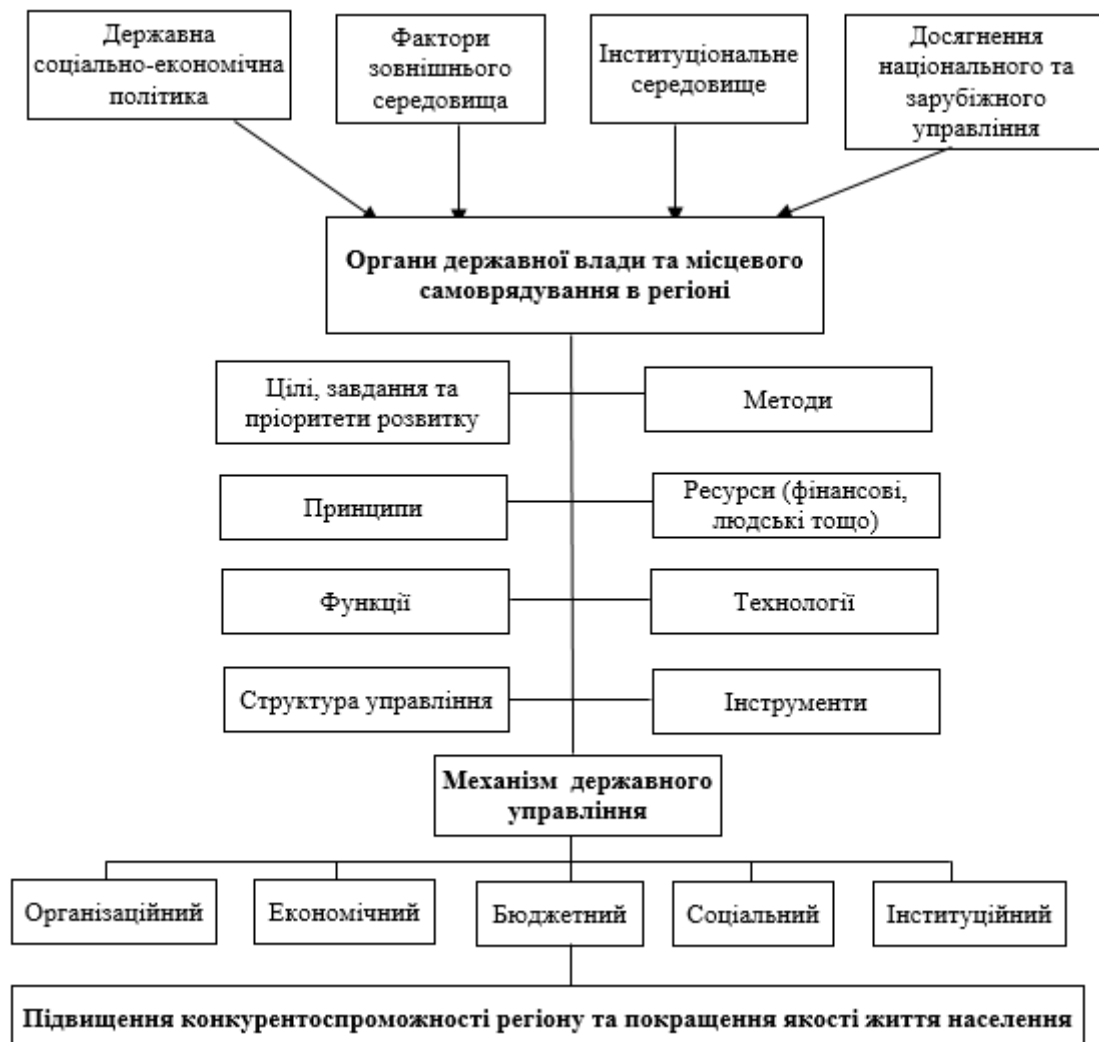 Державна
соціально-економічна
політика
Фактори
зовнішнього
середовища
Інституціональне
середовище
Досягнення
національного та
зарубіжного
управління
Органи державної влади та місцевого
самоврядування в регіоні
Цілі, завдання та
пріоритети розвитку
Методи
Принципи
Ресурси (фінансові,
людські тощо)
Функції
Технології
Структура управління
Інструменти
Механізм державного
управління
Організаційний
Економічний
Бюджетний
Соціальний
Інституційний
Підвищення конкурентоспроможності регіону та покращення якості життя населення